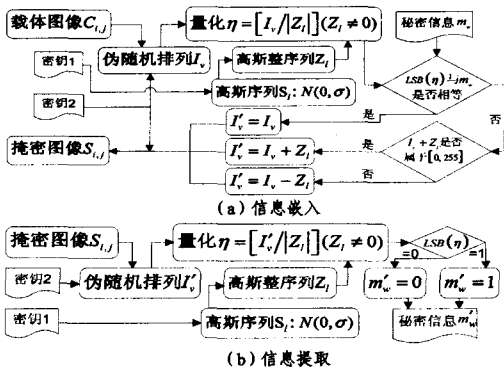 载体图像C_{i,j}
量化η=[I_v/|Z_l|](Z_l≠0)
秘密信息m_w
密钥1
伪随机排列I_v
高斯整序列Z_l
LSB(η)与m_w
是否相等
密钥2
高斯序列S_l: N(0,σ)
是
否
I'_v = I_v
掩密图像S_{i,j}
I'_v = I_v + Z_l
是
I_v + Z_l是否
属于[0,255]
I'_v = I_v − Z_l
否
(a) 信息嵌入
掩密图像S_{i,j}
量化η=[I'_v/|Z_l|](Z_l≠0)
LSB(η)
=0
=1
密钥2
伪随机排列I'_v
高斯整序列Z_l
m'_w = 0
m'_w = 1
密钥1
高斯序列S_l: N(0,σ)
秘密信息m'_w
(b) 信息提取